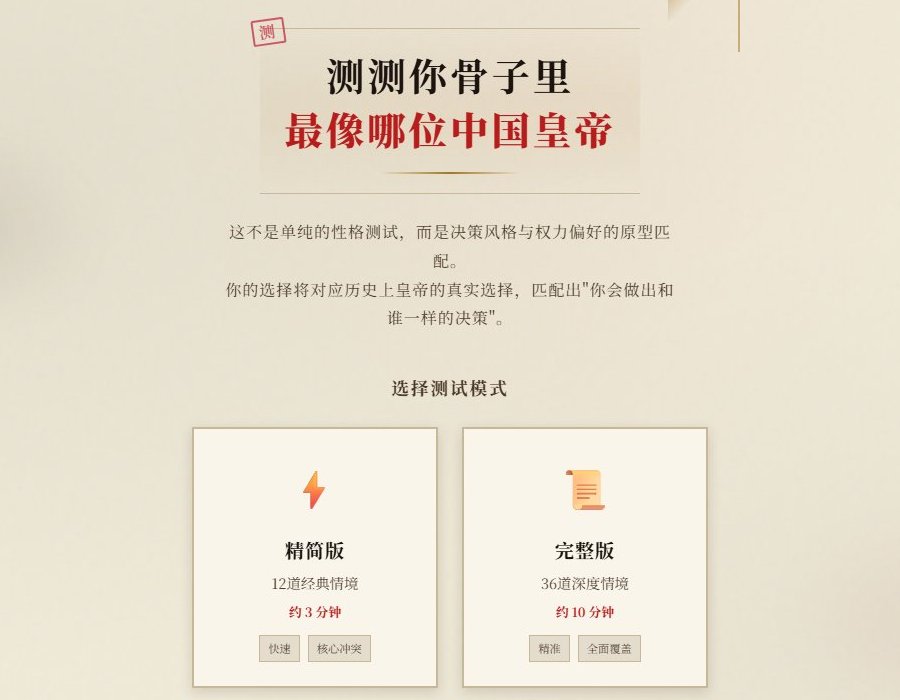 测
测测你骨子里
最像哪位中国皇帝
这不是单纯的性格测试，而是决策风格与权力偏好的原型匹
配。
你的选择将对应历史上皇帝的真实选择，匹配出"你会做出和
谁一样的决策"。
选择测试模式
精简版
12道经典情境
约 3 分钟
快速
核心冲突
完整版
36道深度情境
约 10 分钟
精准
全面覆盖